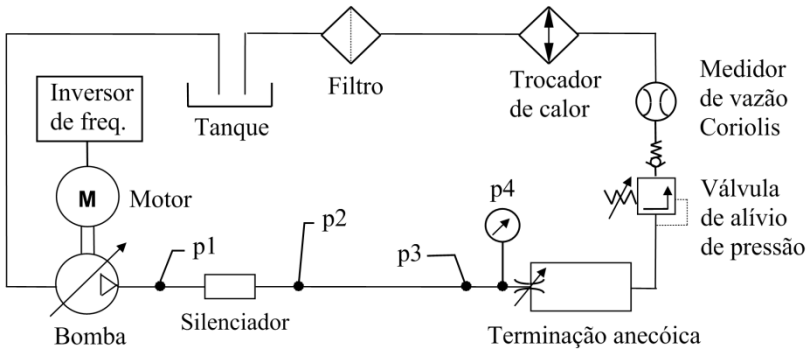 Inversor
de freq.
Tanque
Filtro
Trocador
de calor
Medidor
de vazão
Coriolis
M
Motor
p1
p2
p3
p4
Válvula
de alívio
de pressão
Bomba
Silenciador
Terminação anecóica